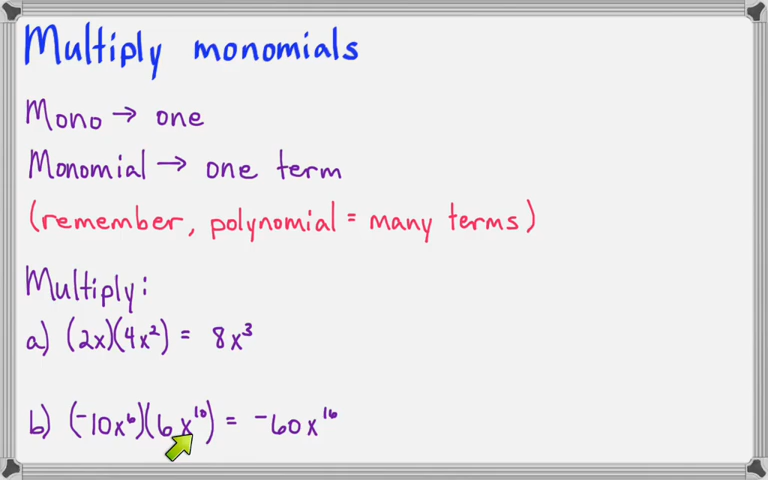 Multiply monomials
Mono → one
Monomial → one term
(remember, polynomial = many terms)
Multiply:
a) (2x)(4x²) = 8x³
b) (-10x⁶)(6x¹⁰) = -60x¹⁶